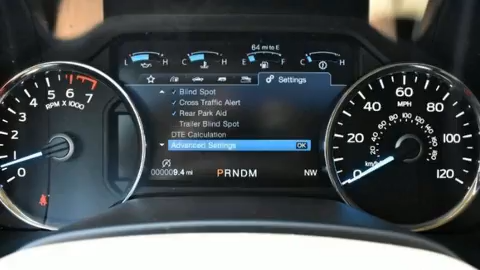 64 mi to E
L H C H E F C H
Settings
Blind Spot
Cross Traffic Alert
Rear Park Aid
Trailer Blind Spot
DTE Calculation
Advanced Settings OK
000009.4 mi PRNDM NW
0 1 2 3 4 5 6 7
RPM X 1000
0 20 40 60 80 100 120
MPH
km/h